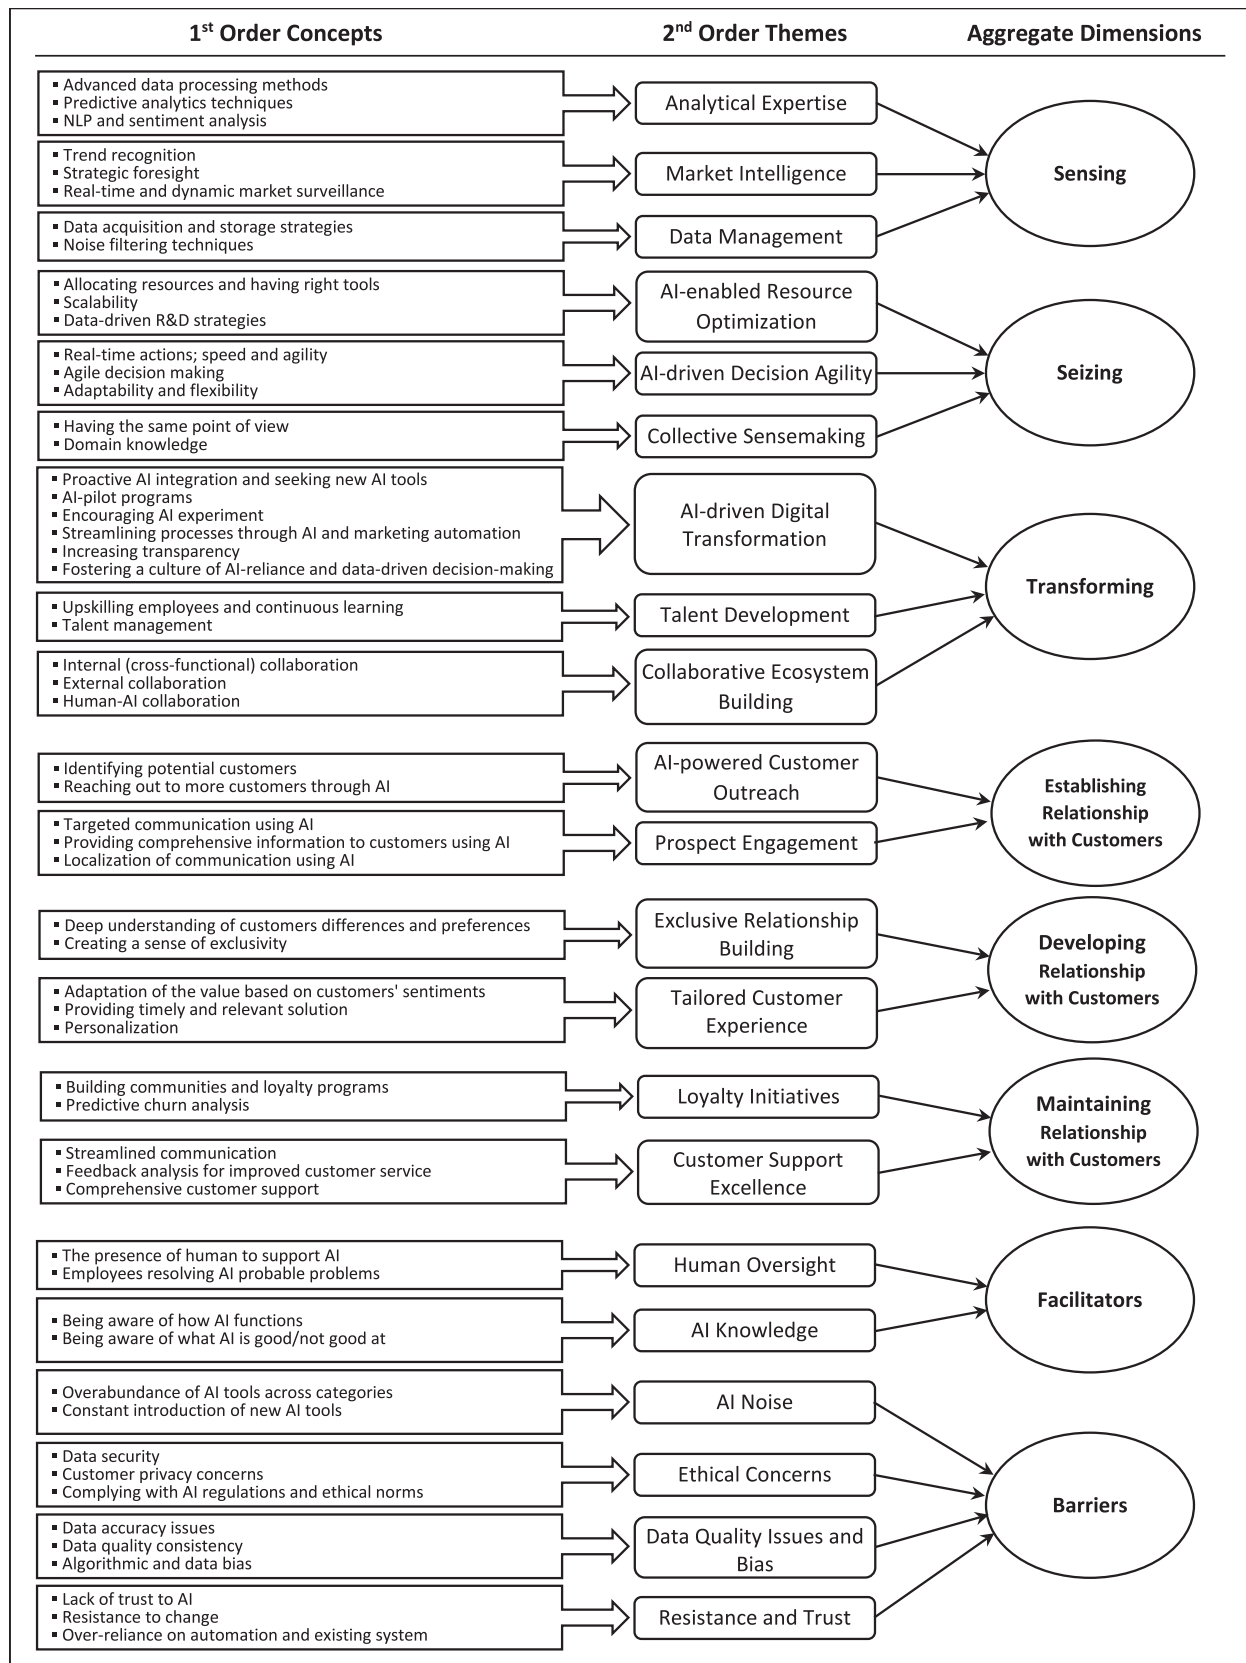 1st Order Concepts
2nd Order Themes
Aggregate Dimensions
▪ Advanced data processing methods
▪ Predictive analytics techniques
▪ NLP and sentiment analysis
Analytical Expertise
▪ Trend recognition
▪ Strategic foresight
▪ Real-time and dynamic market surveillance
Market Intelligence
▪ Data acquisition and storage strategies
▪ Noise filtering techniques
Data Management
Sensing
▪ Allocating resources and having right tools
▪ Scalability
▪ Data-driven R&D strategies
AI-enabled Resource
Optimization
▪ Real-time actions; speed and agility
▪ Agile decision making
▪ Adaptability and flexibility
AI-driven Decision Agility
▪ Having the same point of view
▪ Domain knowledge
Collective Sensemaking
Seizing
▪ Proactive AI integration and seeking new AI tools
▪ AI-pilot programs
▪ Encouraging AI experiment
▪ Streamlining processes through AI and marketing automation
▪ Increasing transparency
▪ Fostering a culture of AI-reliance and data-driven decision-making
AI-driven Digital
Transformation
▪ Upskilling employees and continuous learning
▪ Talent management
Talent Development
▪ Internal (cross-functional) collaboration
▪ External collaboration
▪ Human-AI collaboration
Collaborative Ecosystem
Building
Transforming
▪ Identifying potential customers
▪ Reaching out to more customers through AI
AI-powered Customer
Outreach
▪ Targeted communication using AI
▪ Providing comprehensive information to customers using AI
▪ Localization of communication using AI
Prospect Engagement
Establishing
Relationship
with Customers
▪ Deep understanding of customers differences and preferences
▪ Creating a sense of exclusivity
Exclusive Relationship
Building
▪ Adaptation of the value based on customers' sentiments
▪ Providing timely and relevant solution
▪ Personalization
Tailored Customer
Experience
Developing
Relationship
with Customers
▪ Building communities and loyalty programs
▪ Predictive churn analysis
Loyalty Initiatives
▪ Streamlined communication
▪ Feedback analysis for improved customer service
▪ Comprehensive customer support
Customer Support
Excellence
Maintaining
Relationship
with Customers
▪ The presence of human to support AI
▪ Employees resolving AI probable problems
Human Oversight
▪ Being aware of how AI functions
▪ Being aware of what AI is good/not good at
AI Knowledge
Facilitators
▪ Overabundance of AI tools across categories
▪ Constant introduction of new AI tools
AI Noise
▪ Data security
▪ Customer privacy concerns
▪ Complying with AI regulations and ethical norms
Ethical Concerns
▪ Data accuracy issues
▪ Data quality consistency
▪ Algorithmic and data bias
Data Quality Issues and
Bias
▪ Lack of trust to AI
▪ Resistance to change
▪ Over-reliance on automation and existing system
Resistance and Trust
Barriers